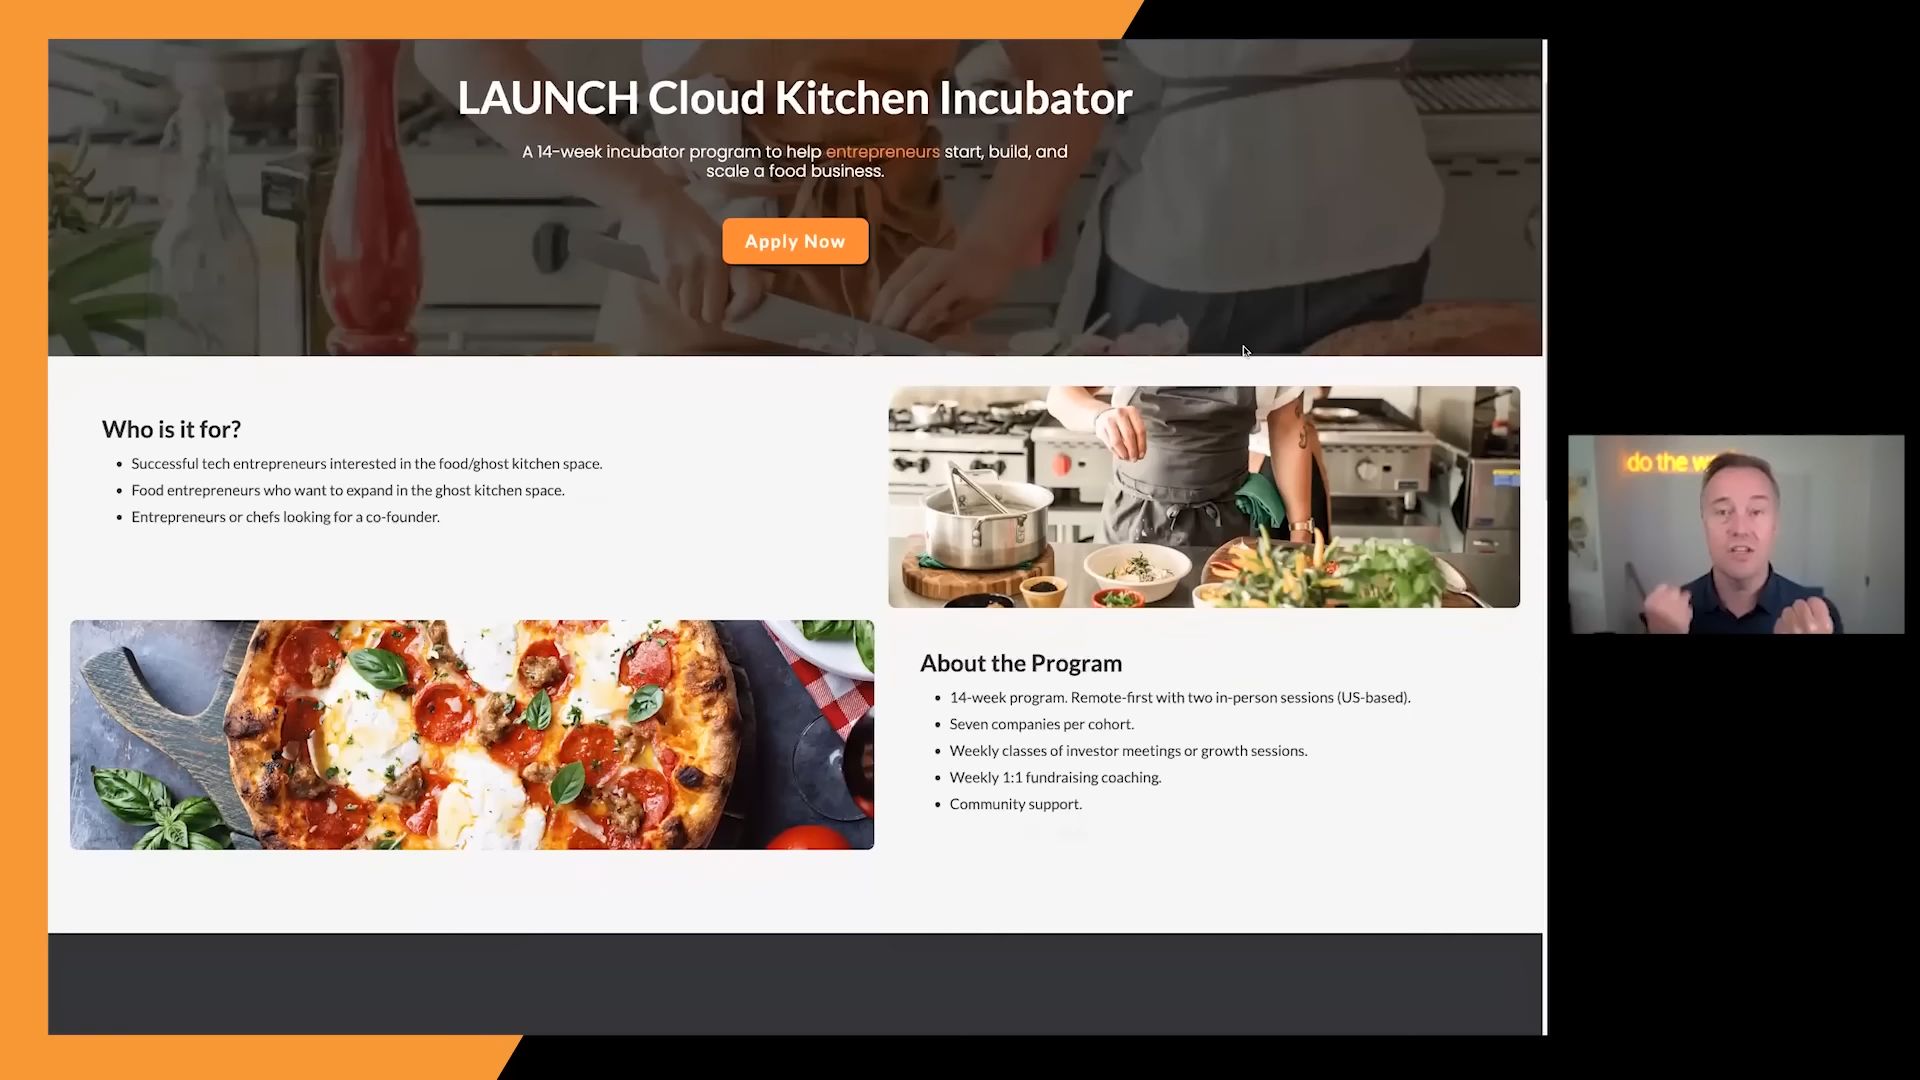 LAUNCH Cloud Kitchen Incubator
A 14-week incubator program to help entrepreneurs start, build, and
scale a food business.
Apply Now
Who is it for?
• Successful tech entrepreneurs interested in the food/ghost kitchen space.
• Food entrepreneurs who want to expand in the ghost kitchen space.
• Entrepreneurs or chefs looking for a co-founder.
About the Program
• 14-week program. Remote-first with two in-person sessions (US-based).
• Seven companies per cohort.
• Weekly classes of investor meetings or growth sessions.
• Weekly 1:1 fundraising coaching.
• Community support.
do the